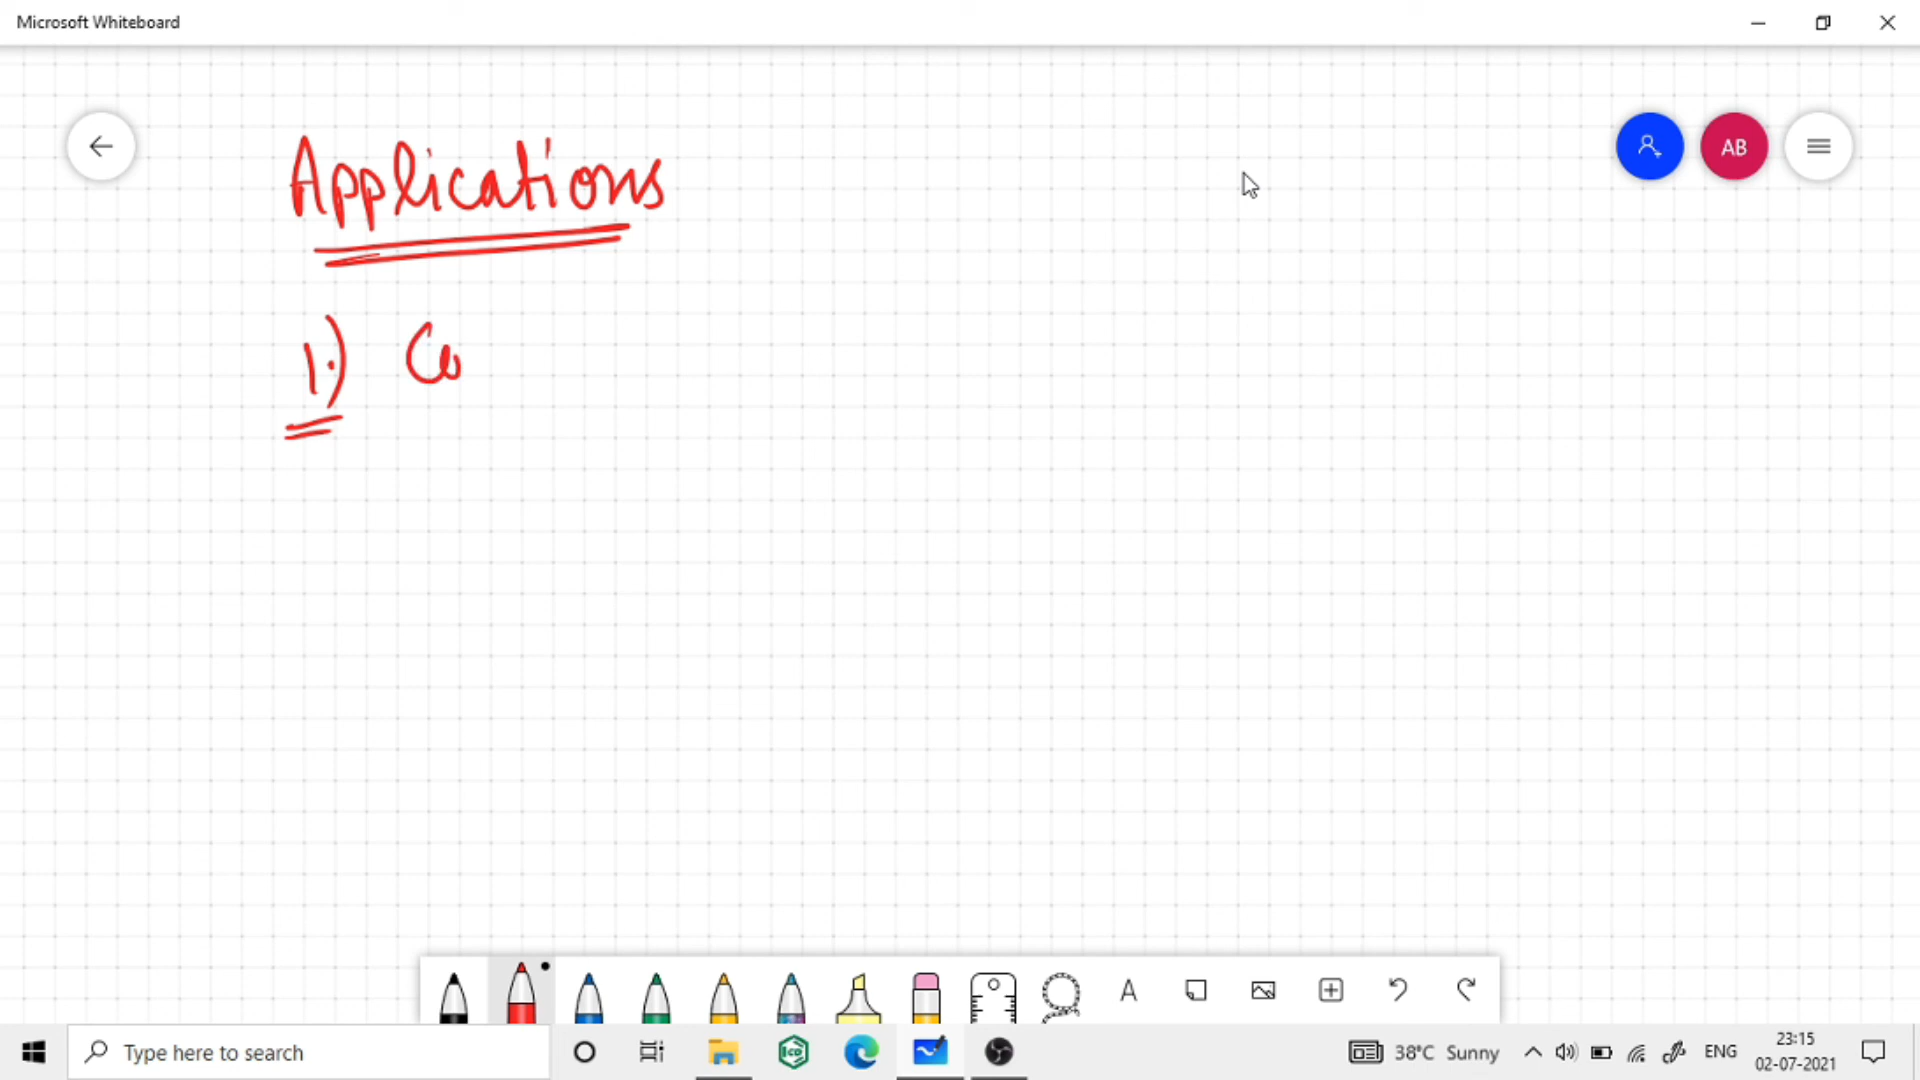 Microsoft Whiteboard
Applications
AB
1.) Co
A
Type here to search
38°C Sunny
ENG
23:15
02-07-2021